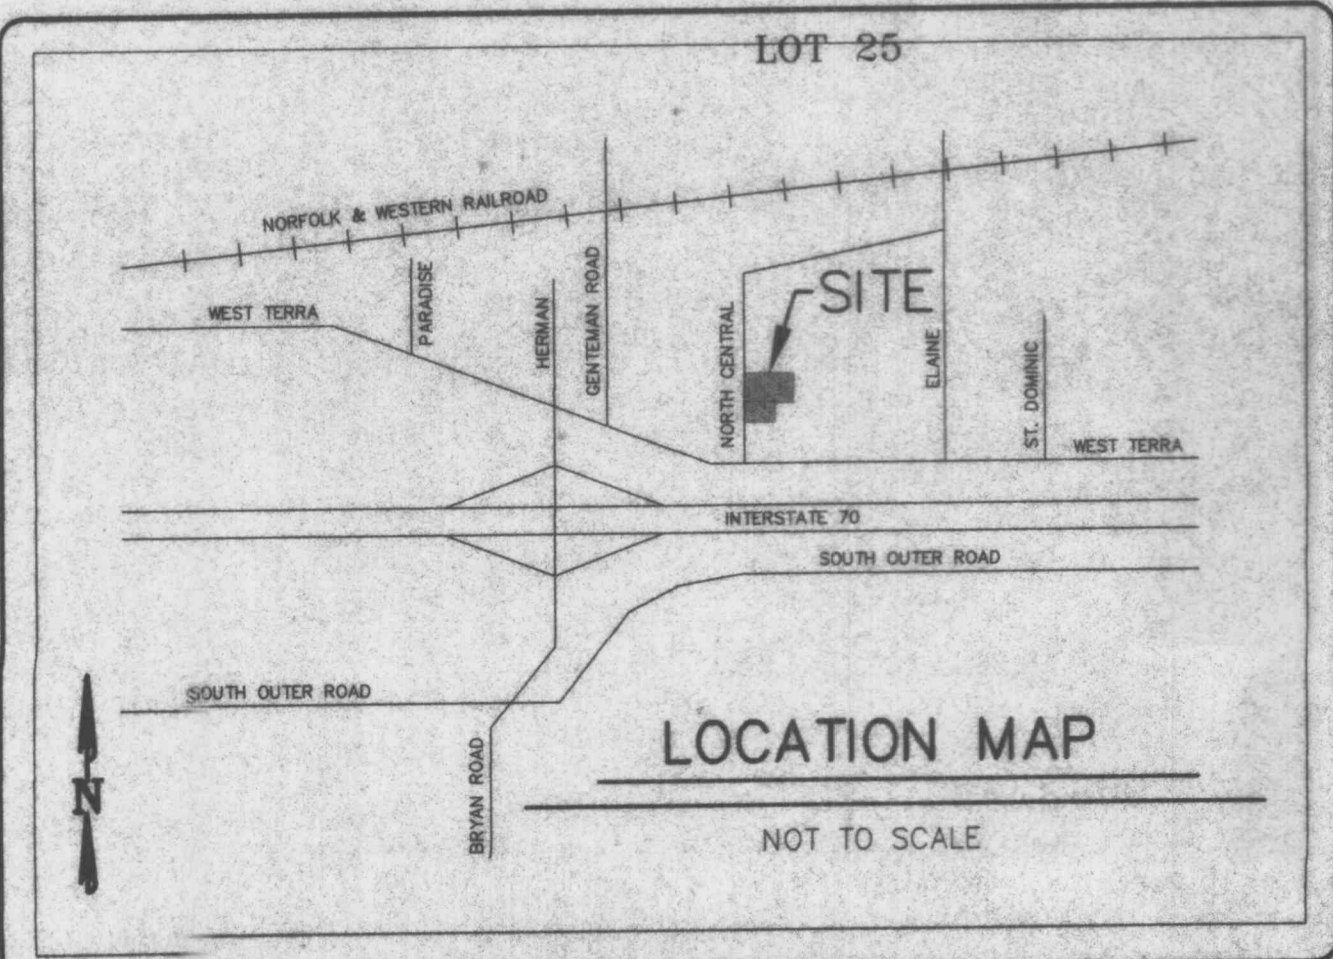 LOT 25
NORFOLK & WESTERN RAILROAD
WEST TERRA
PARADISE
HERMAN
GENTEMAN ROAD
NORTH CENTRAL
SITE
ELAINE
ST. DOMINIC
WEST TERRA
INTERSTATE 70
SOUTH OUTER ROAD
SOUTH OUTER ROAD
BRYAN ROAD
N
LOCATION MAP
NOT TO SCALE